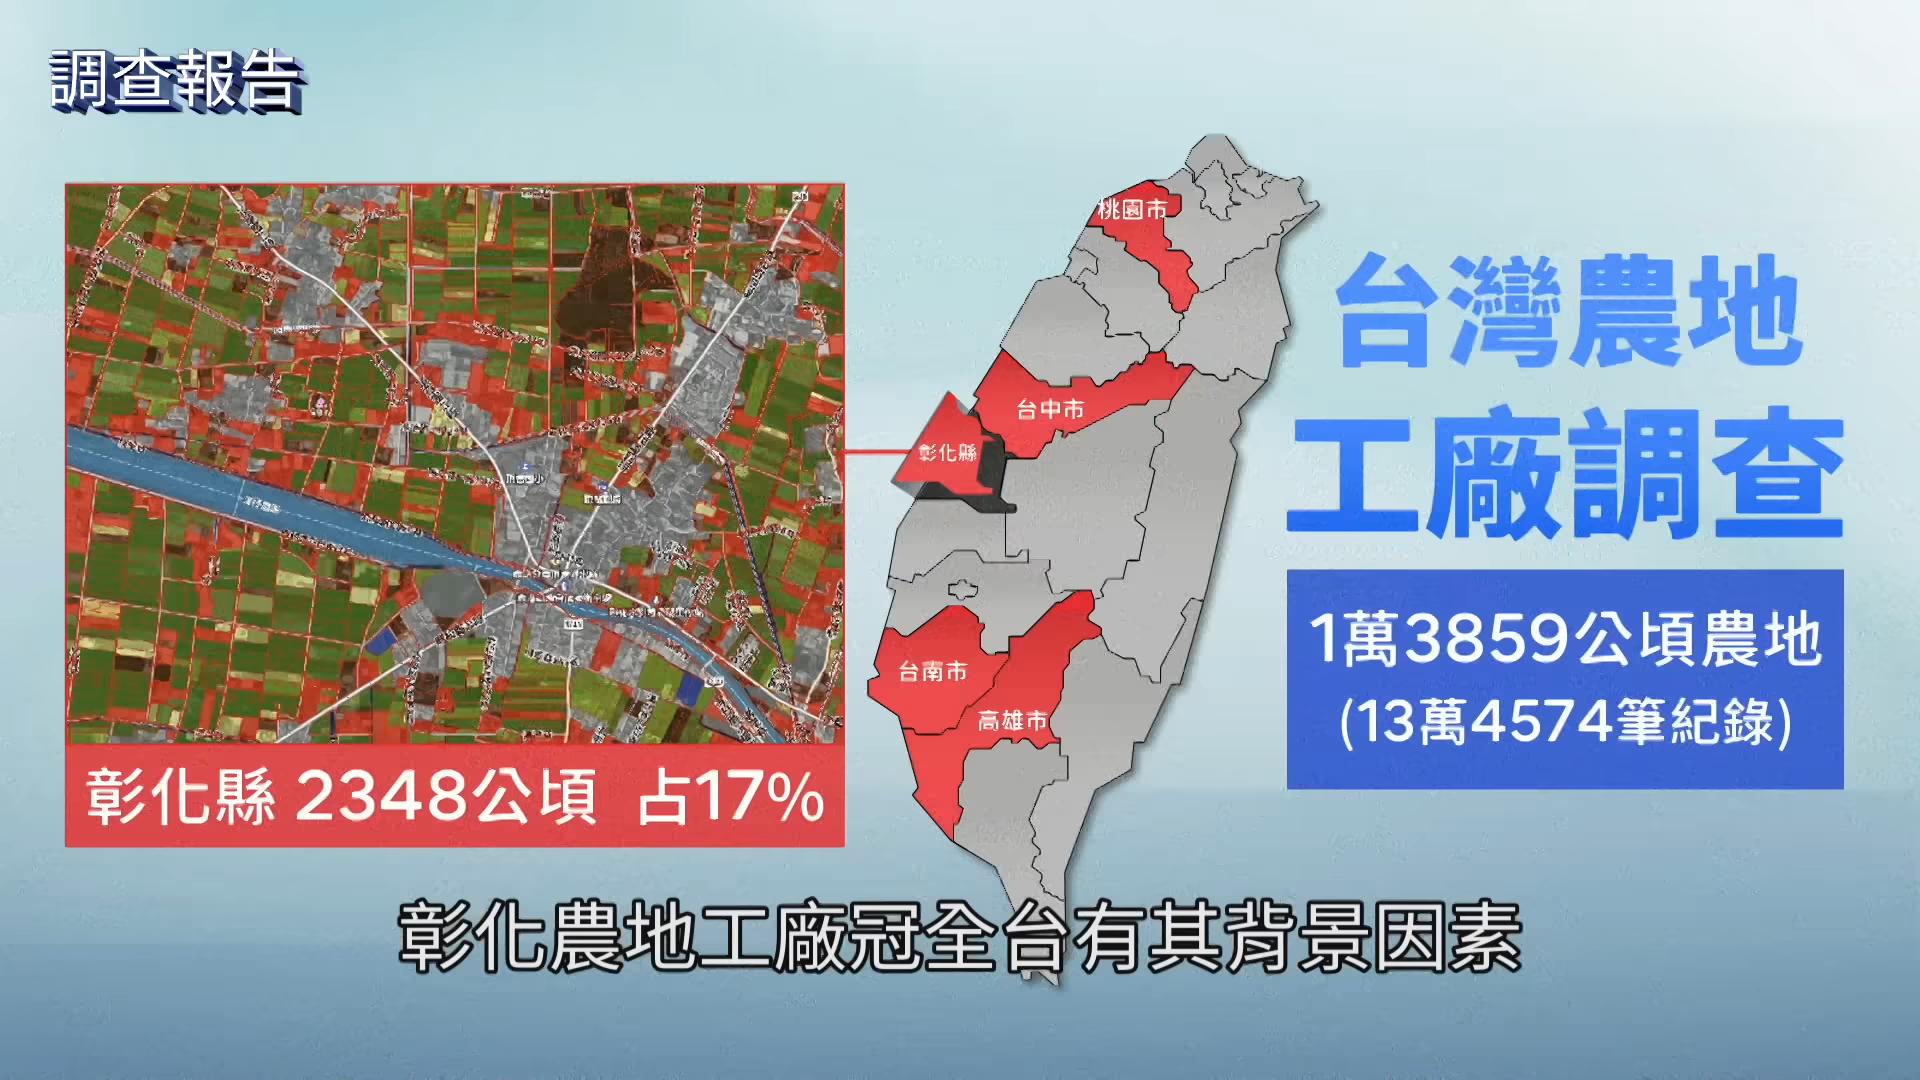 調查報告
桃園市
台中市
彰化縣
台南市
高雄市
台灣農地
工廠調查
1萬3859公頃農地
(13萬4574筆紀錄)
彰化縣 2348公頃 占17%
彰化農地工廠冠全台有其背景因素